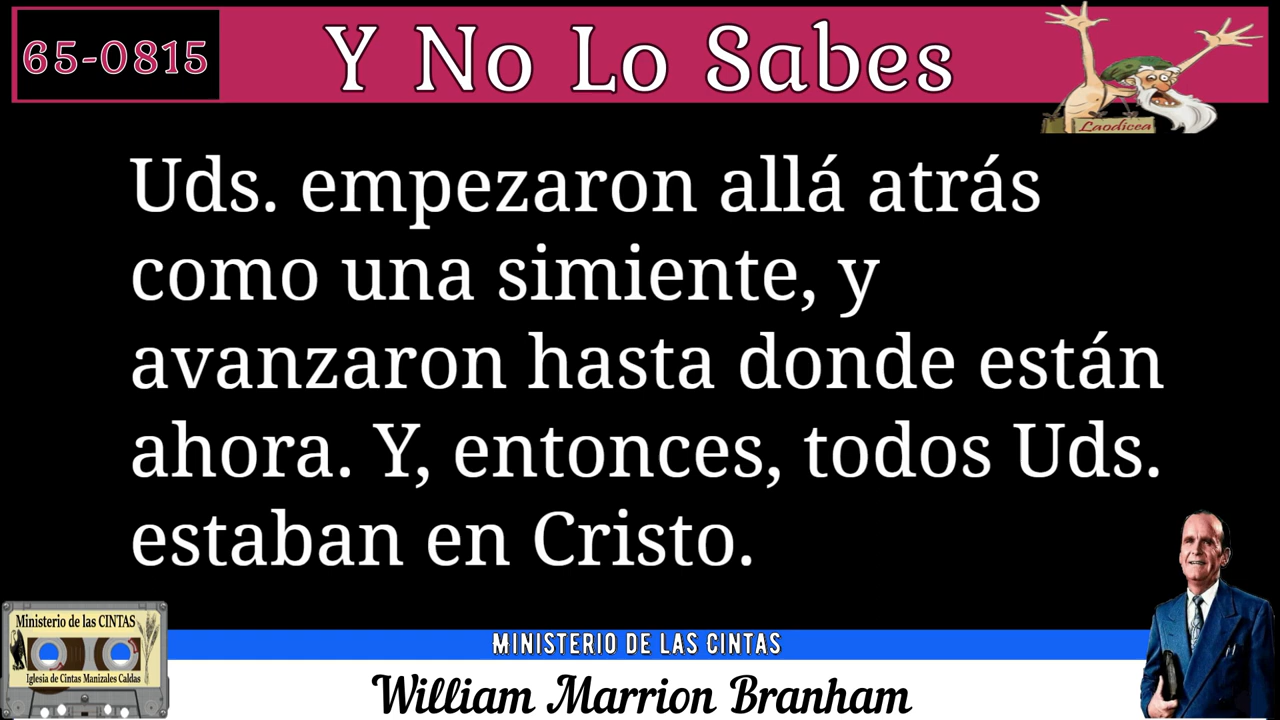 65-0815
Y No Lo Sabes
Laodicea
Uds. empezaron allá atrás
como una simiente, y
avanzaron hasta donde están
ahora. Y, entonces, todos Uds.
estaban en Cristo.
Ministerio de las CINTAS
Iglesia de Cintas Manizales Caldas
MINISTERIO DE LAS CINTAS
William Marrion Branham